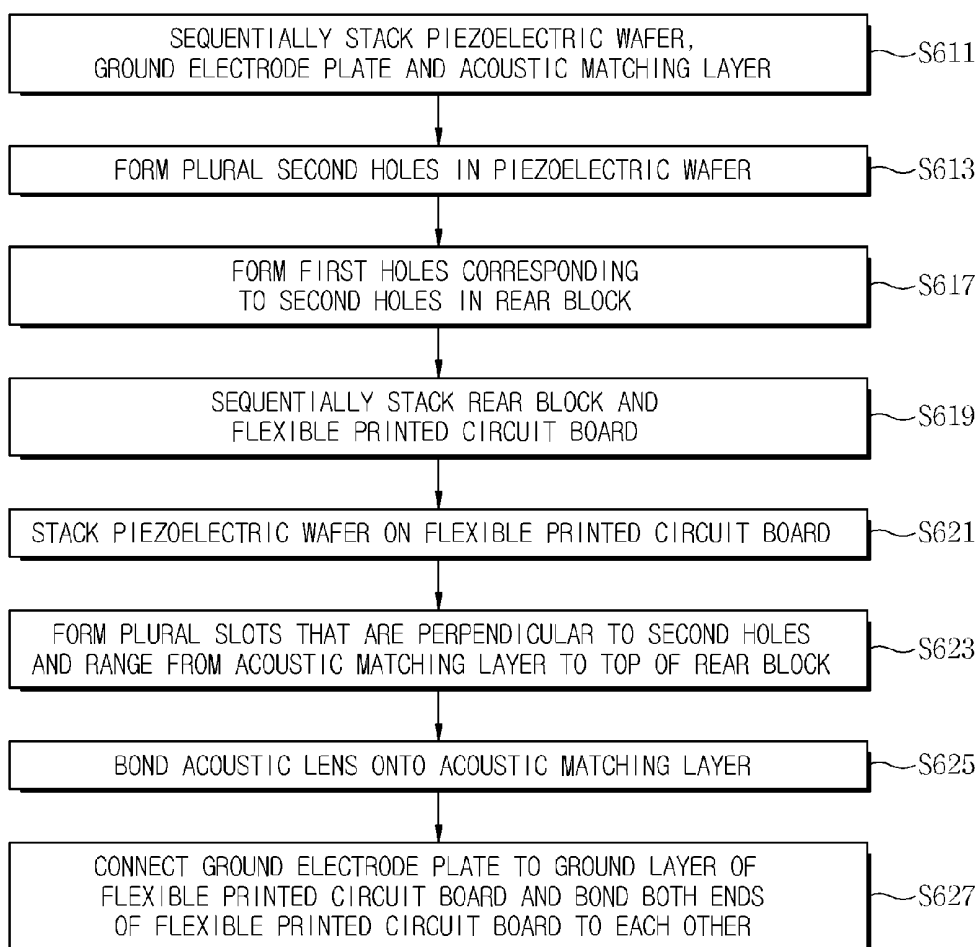 SEQUENTIALLY STACK PIEZOELECTRIC WAFER,
GROUND ELECTRODE PLATE AND ACOUSTIC MATCHING LAYER
S611
FORM PLURAL SECOND HOLES IN PIEZOELECTRIC WAFER
S613
FORM FIRST HOLES CORRESPONDING
TO SECOND HOLES IN REAR BLOCK
S617
SEQUENTIALLY STACK REAR BLOCK AND
FLEXIBLE PRINTED CIRCUIT BOARD
S619
STACK PIEZOELECTRIC WAFER ON FLEXIBLE PRINTED CIRCUIT BOARD
S621
FORM PLURAL SLOTS THAT ARE PERPENDICULAR TO SECOND HOLES
AND RANGE FROM ACOUSTIC MATCHING LAYER TO TOP OF REAR BLOCK
S623
BOND ACOUSTIC LENS ONTO ACOUSTIC MATCHING LAYER
S625
CONNECT GROUND ELECTRODE PLATE TO GROUND LAYER OF
FLEXIBLE PRINTED CIRCUIT BOARD AND BOND BOTH ENDS
OF FLEXIBLE PRINTED CIRCUIT BOARD TO EACH OTHER
S627